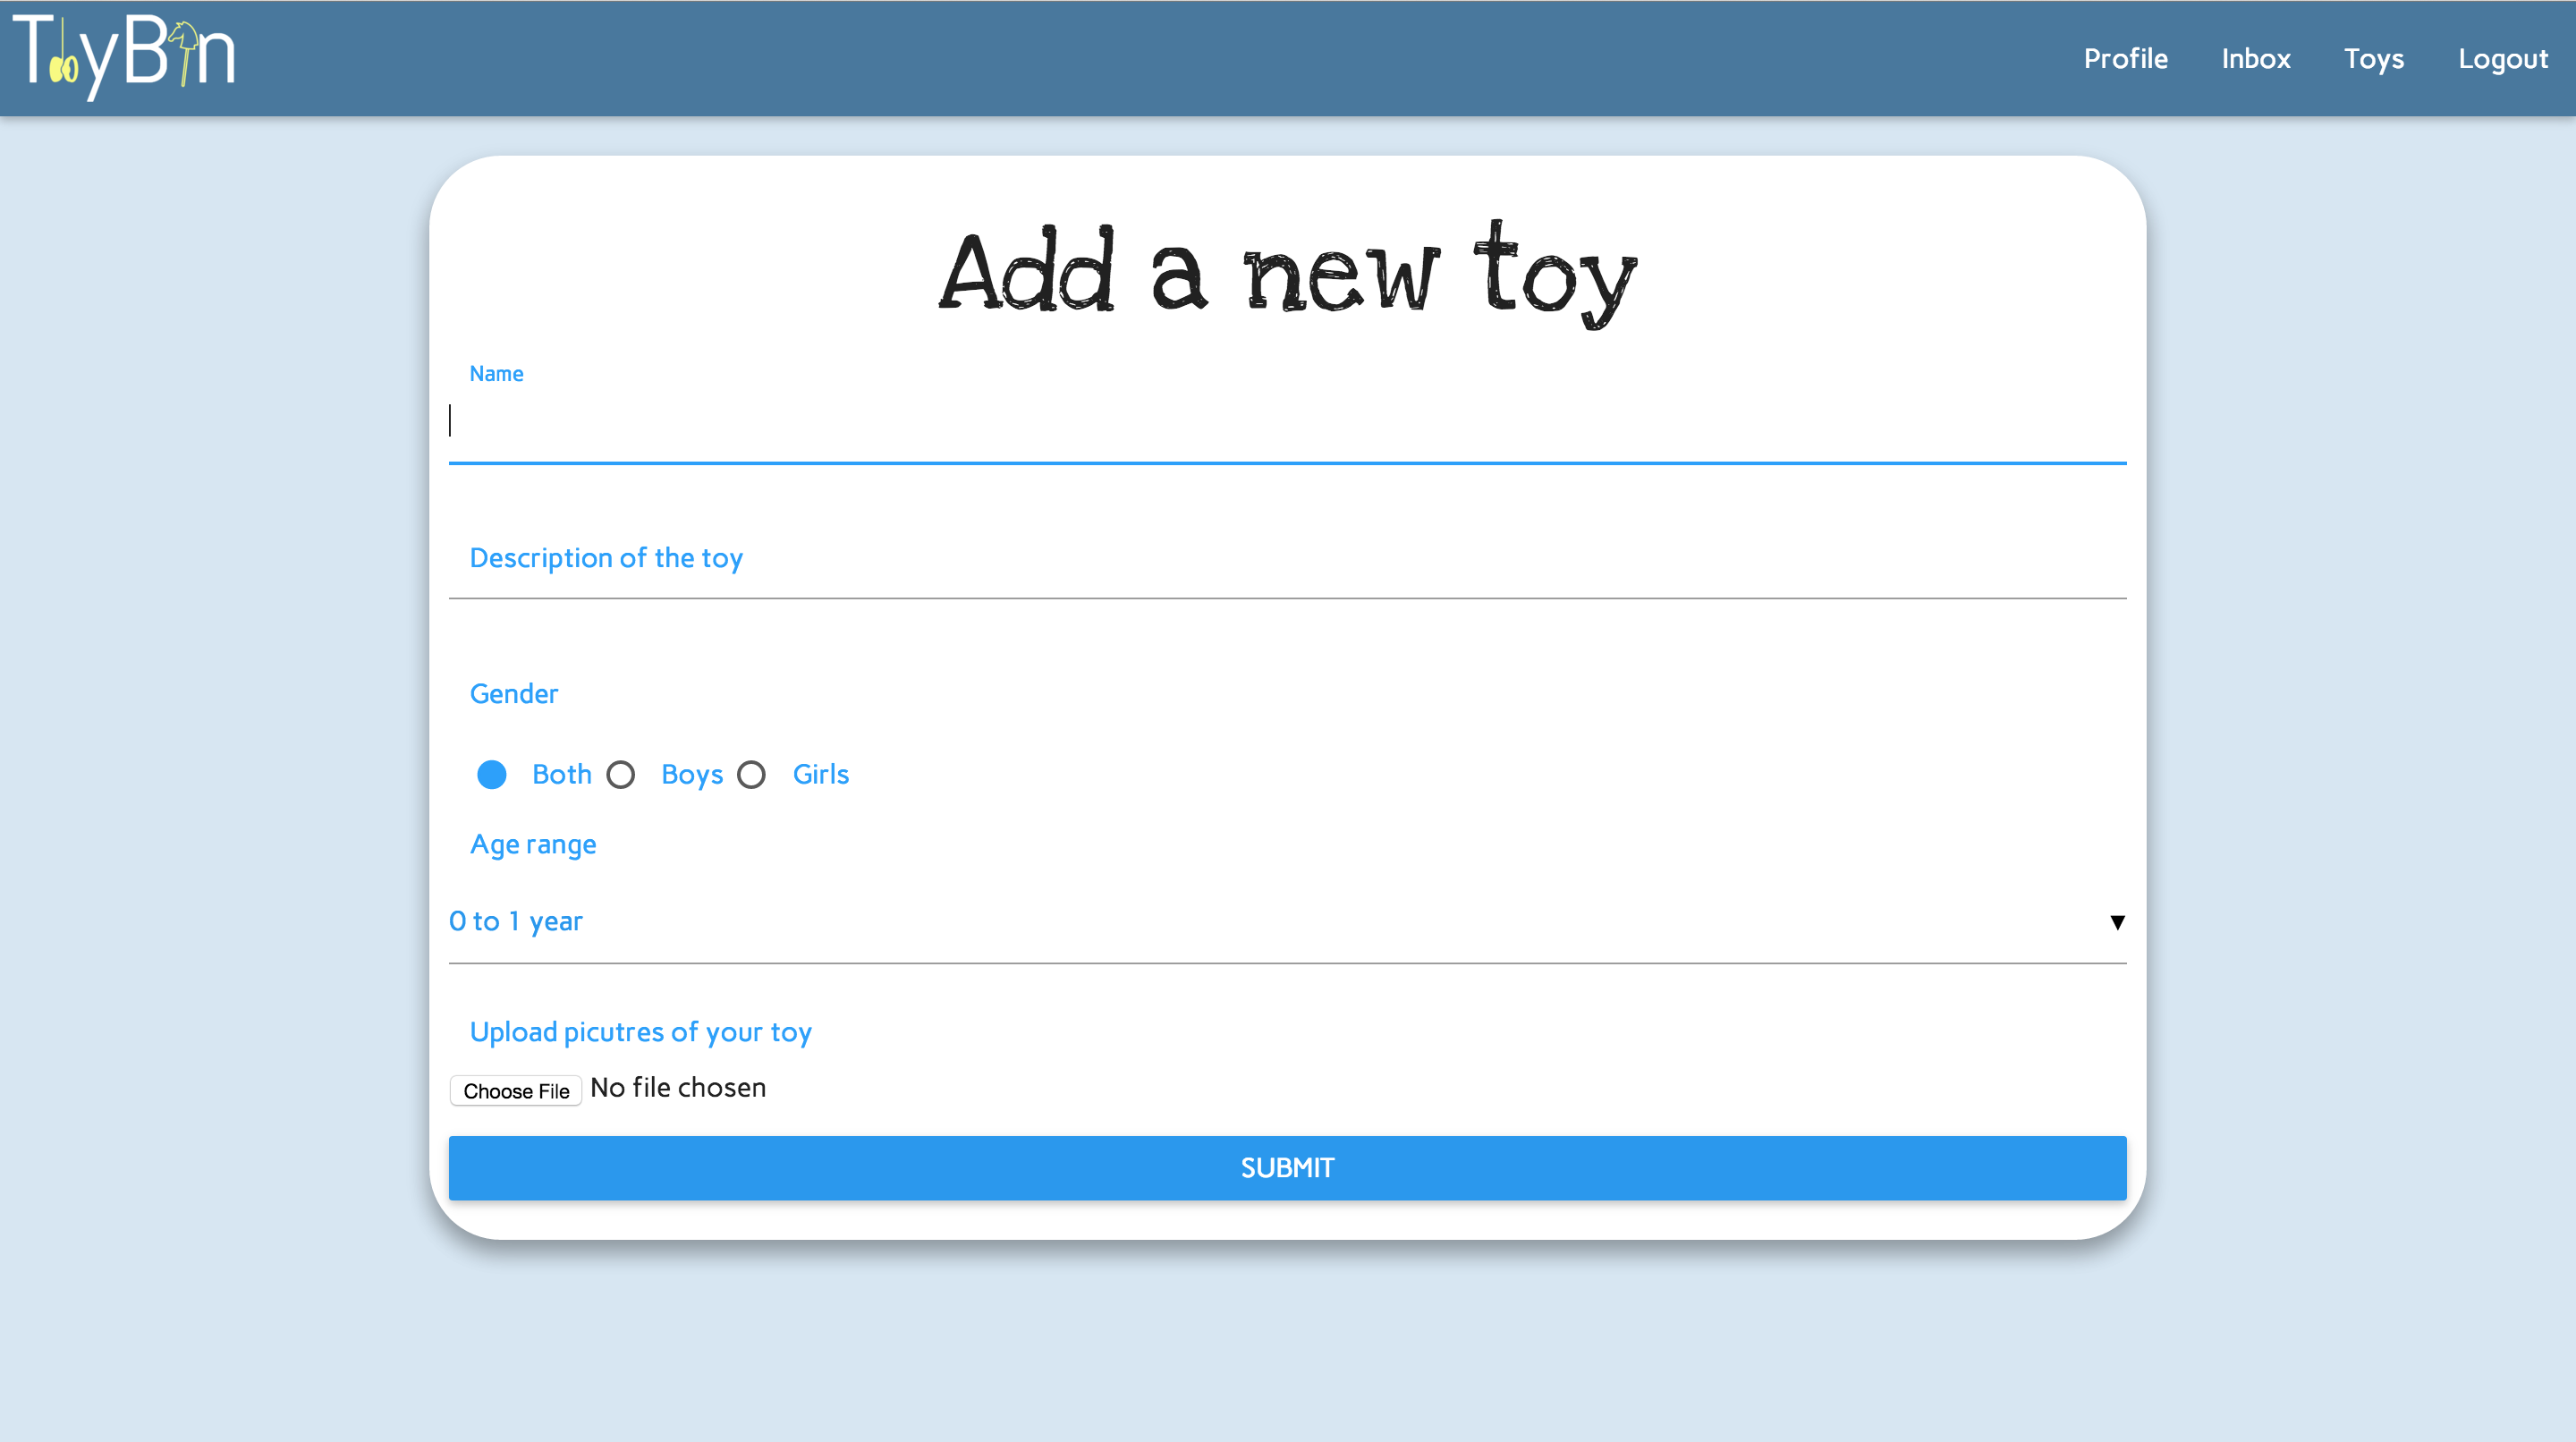 ToyBin
Profile Inbox Toys Logout
Add a new toy
Name
Description of the toy
Gender
Both Boys Girls
Age range
0 to 1 year
Upload picutres of your toy
Choose File No file chosen
SUBMIT